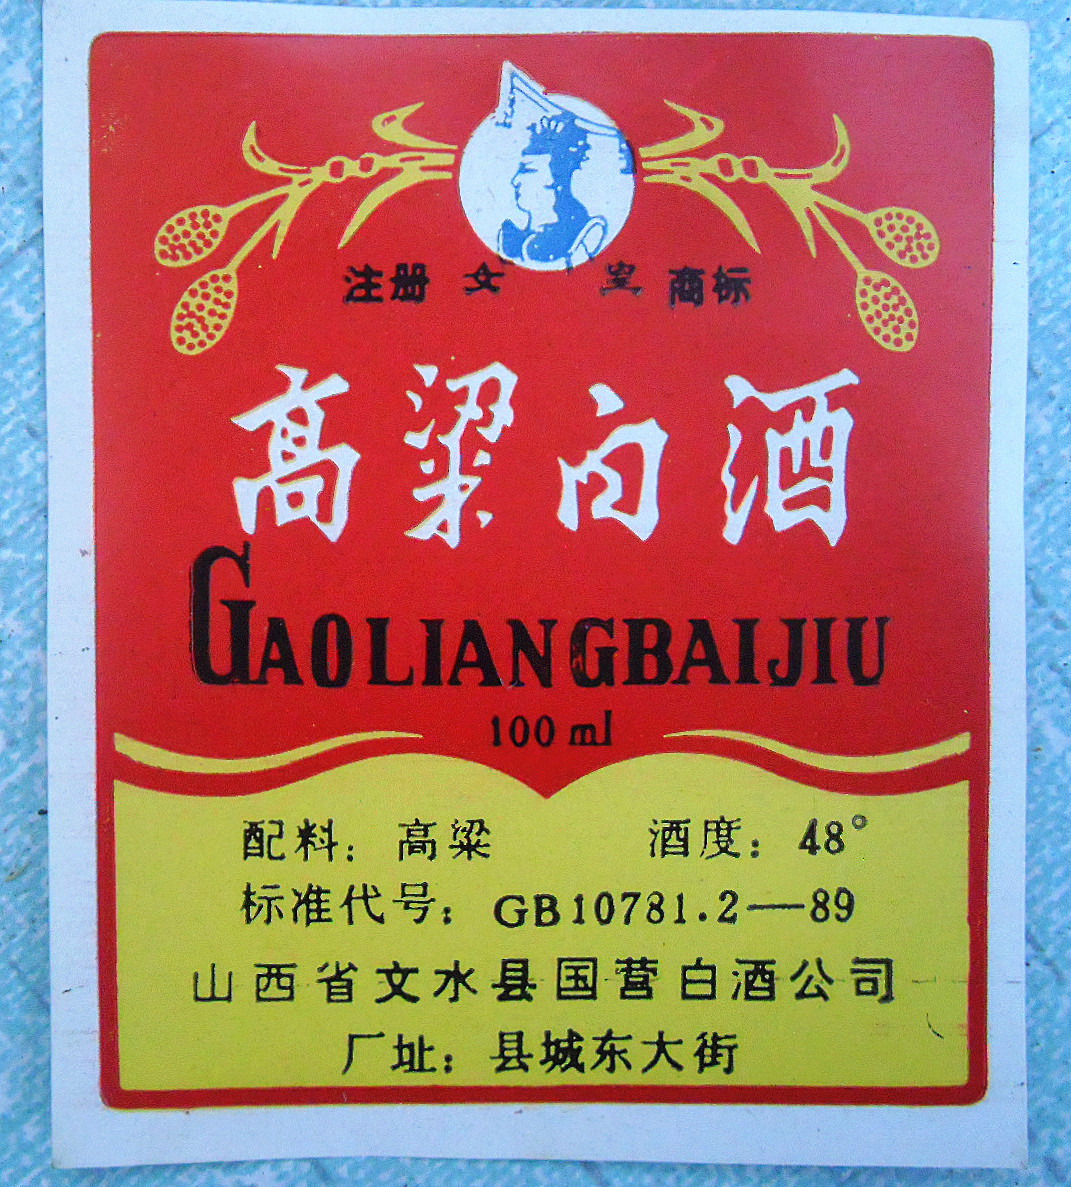 注册 女皇 商标
高粱白酒
GAOLIANGBAIJIU
100 ml
配料：高粱 酒度：48°
标准代号：GB10781.2—89
山西省文水县国营白酒公司
厂址：县城东大街